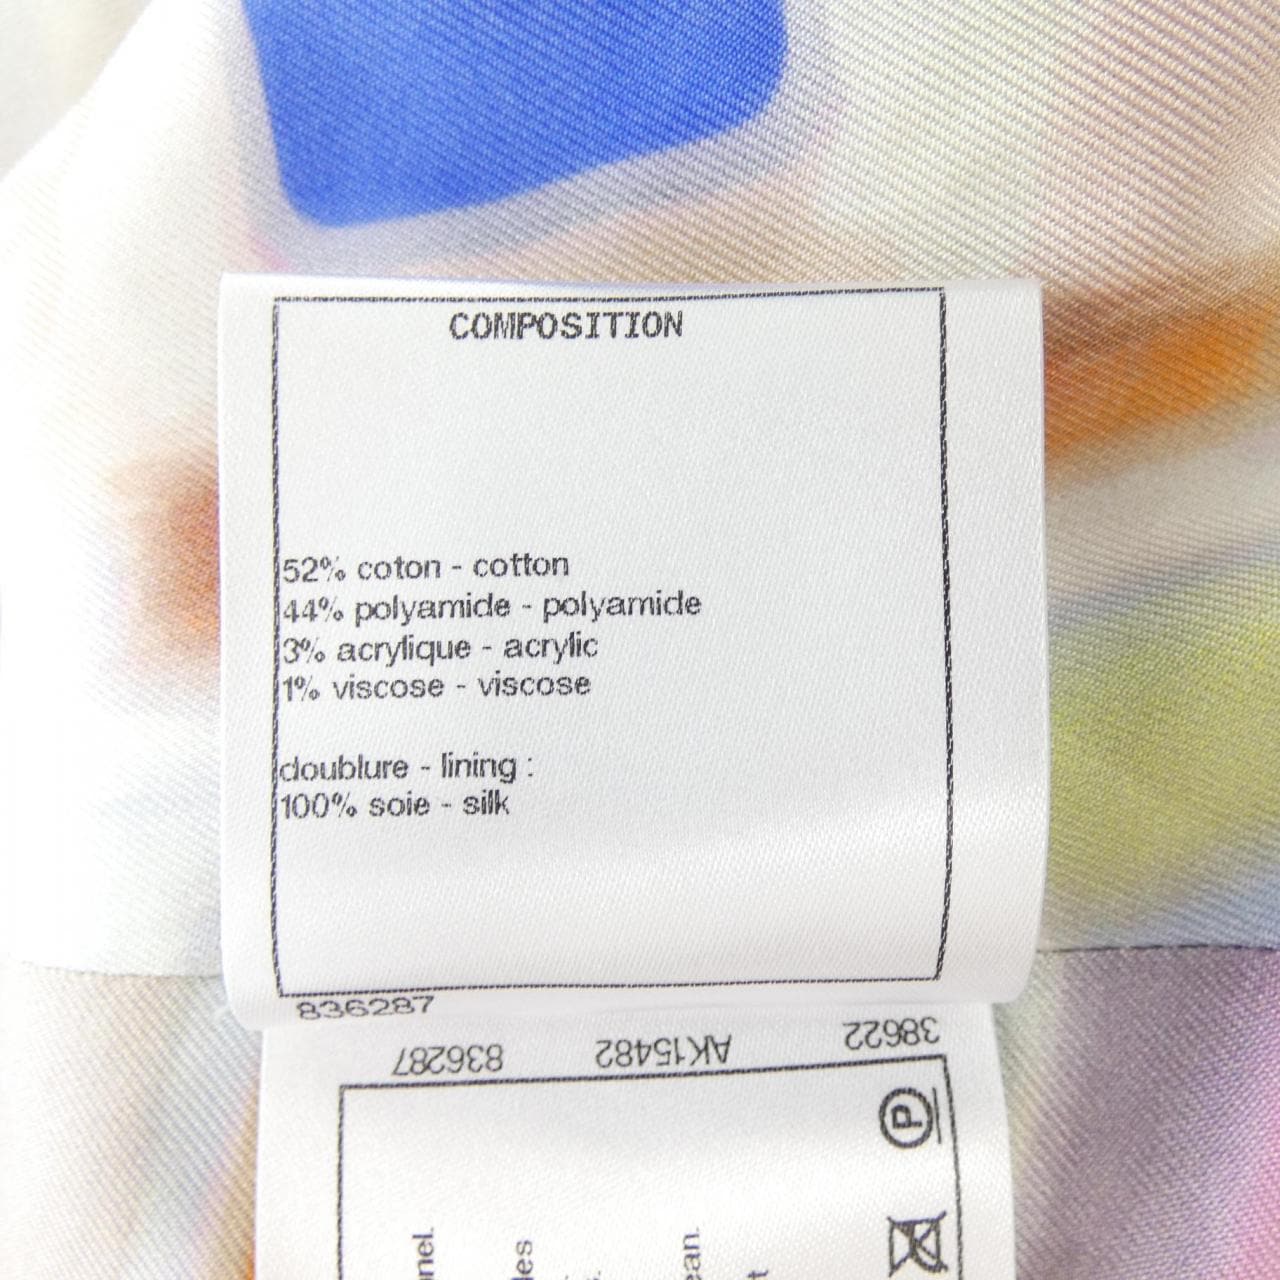 COMPOSITION
52% coton - cotton
44% polyamide - polyamide
3% acrylique - acrylic
1% viscose - viscose
doublure - lining :
100% soie - silk
836287
38622 AK15482 836287
P